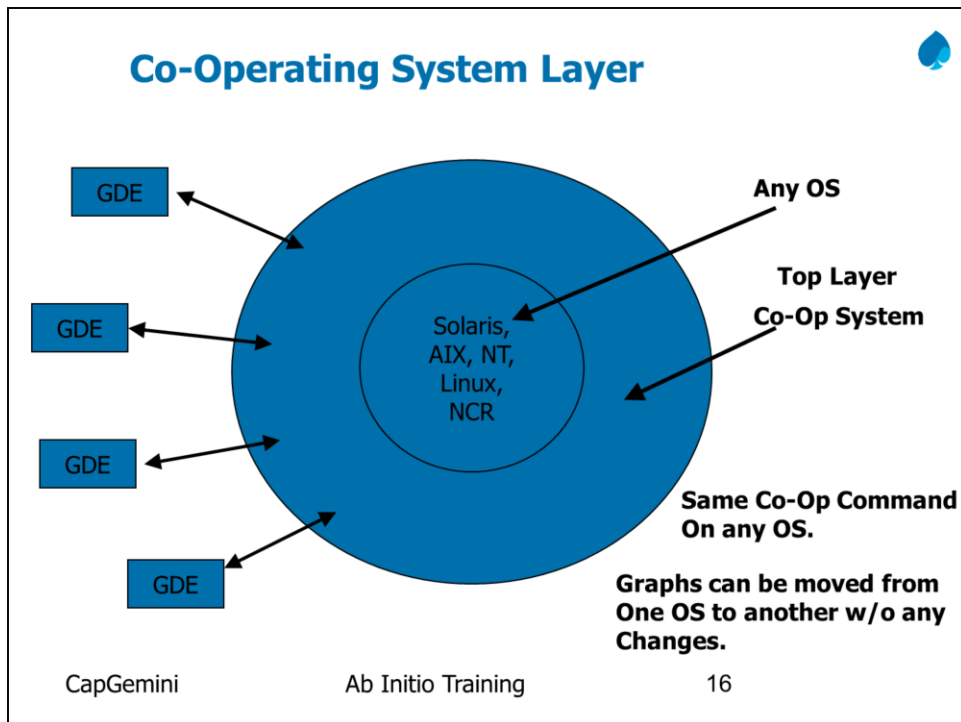 Co-Operating System Layer
GDE
GDE
GDE
GDE
Solaris,
AIX, NT,
Linux,
NCR
Any OS
Top Layer
Co-Op System
Same Co-Op Command
On any OS.
Graphs can be moved from
One OS to another w/o any
Changes.
CapGemini Ab Initio Training 16